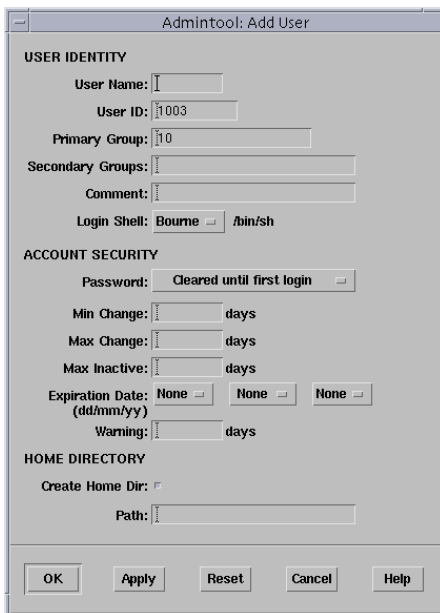 Admintool: Add User
USER IDENTITY
User Name:
User ID: 1003
Primary Group: 10
Secondary Groups:
Comment:
Login Shell: Bourne /bin/sh
ACCOUNT SECURITY
Password: Cleared until first login
Min Change: days
Max Change: days
Max Inactive: days
Expiration Date: None None None
(dd/mm/yy)
Warning: days
HOME DIRECTORY
Create Home Dir:
Path:
OK Apply Reset Cancel Help